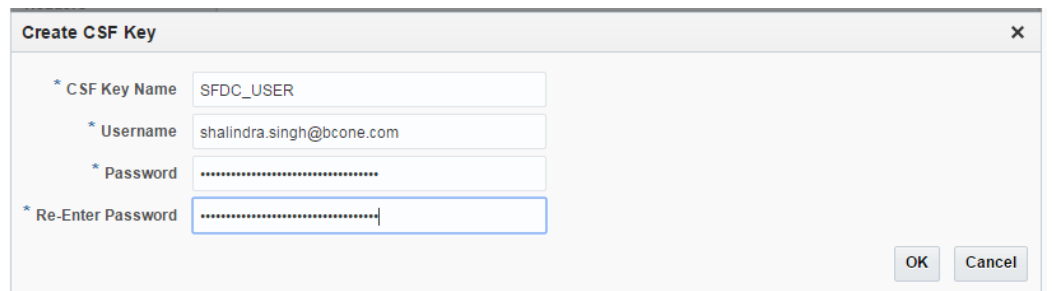 Create CSF Key
* CSF Key Name SFDC_USER
* Username shalindra.singh@bcone.com
* Password •••••••••••••••••••••••••••••••••••
* Re-Enter Password •••••••••••••••••••••••••••••••••••
OK Cancel